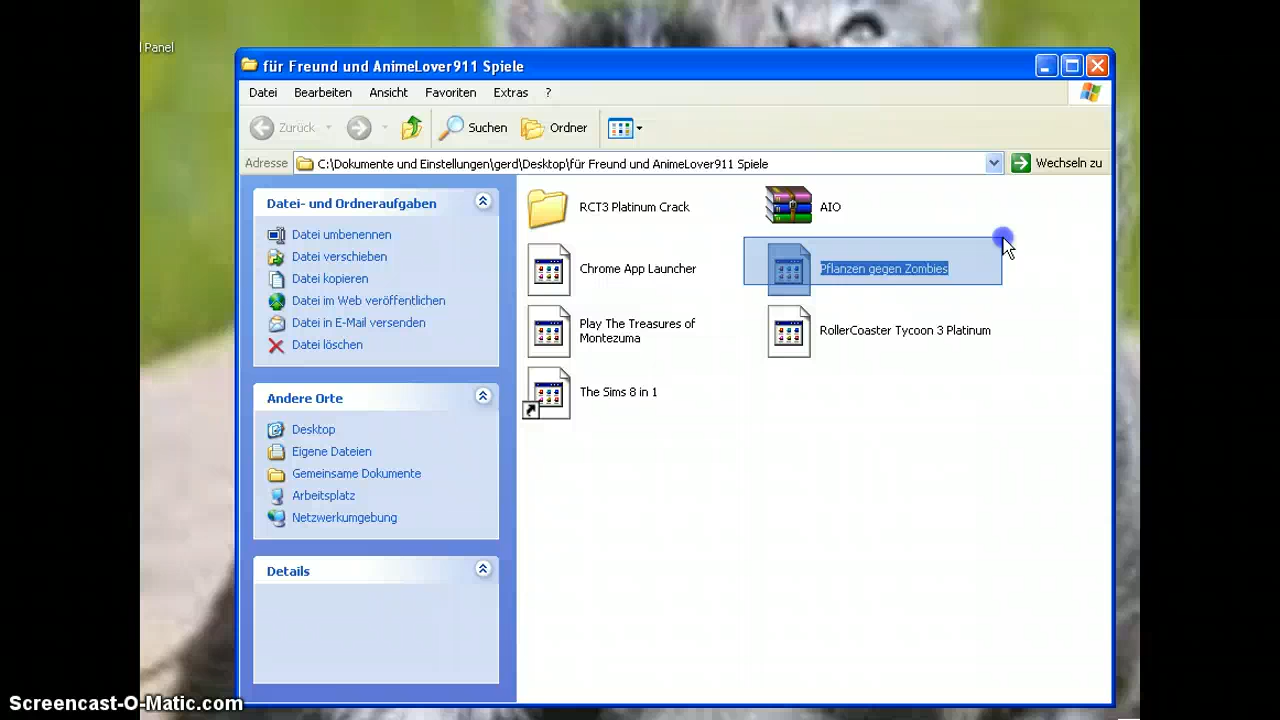 l Panel
für Freund und AnimeLover911 Spiele
Datei Bearbeiten Ansicht Favoriten Extras ?
Zurück Suchen Ordner
Adresse C:\Dokumente und Einstellungen\gerd\Desktop\für Freund und AnimeLover911 Spiele Wechseln zu
Datei- und Ordneraufgaben
Datei umbenennen
Datei verschieben
Datei kopieren
Datei im Web veröffentlichen
Datei in E-Mail versenden
Datei löschen
Andere Orte
Desktop
Eigene Dateien
Gemeinsame Dokumente
Arbeitsplatz
Netzwerkumgebung
Details
RCT3 Platinum Crack
AIO
Chrome App Launcher
Pflanzen gegen Zombies
Play The Treasures of
Montezuma
RollerCoaster Tycoon 3 Platinum
The Sims 8 in 1
Screencast-O-Matic.com